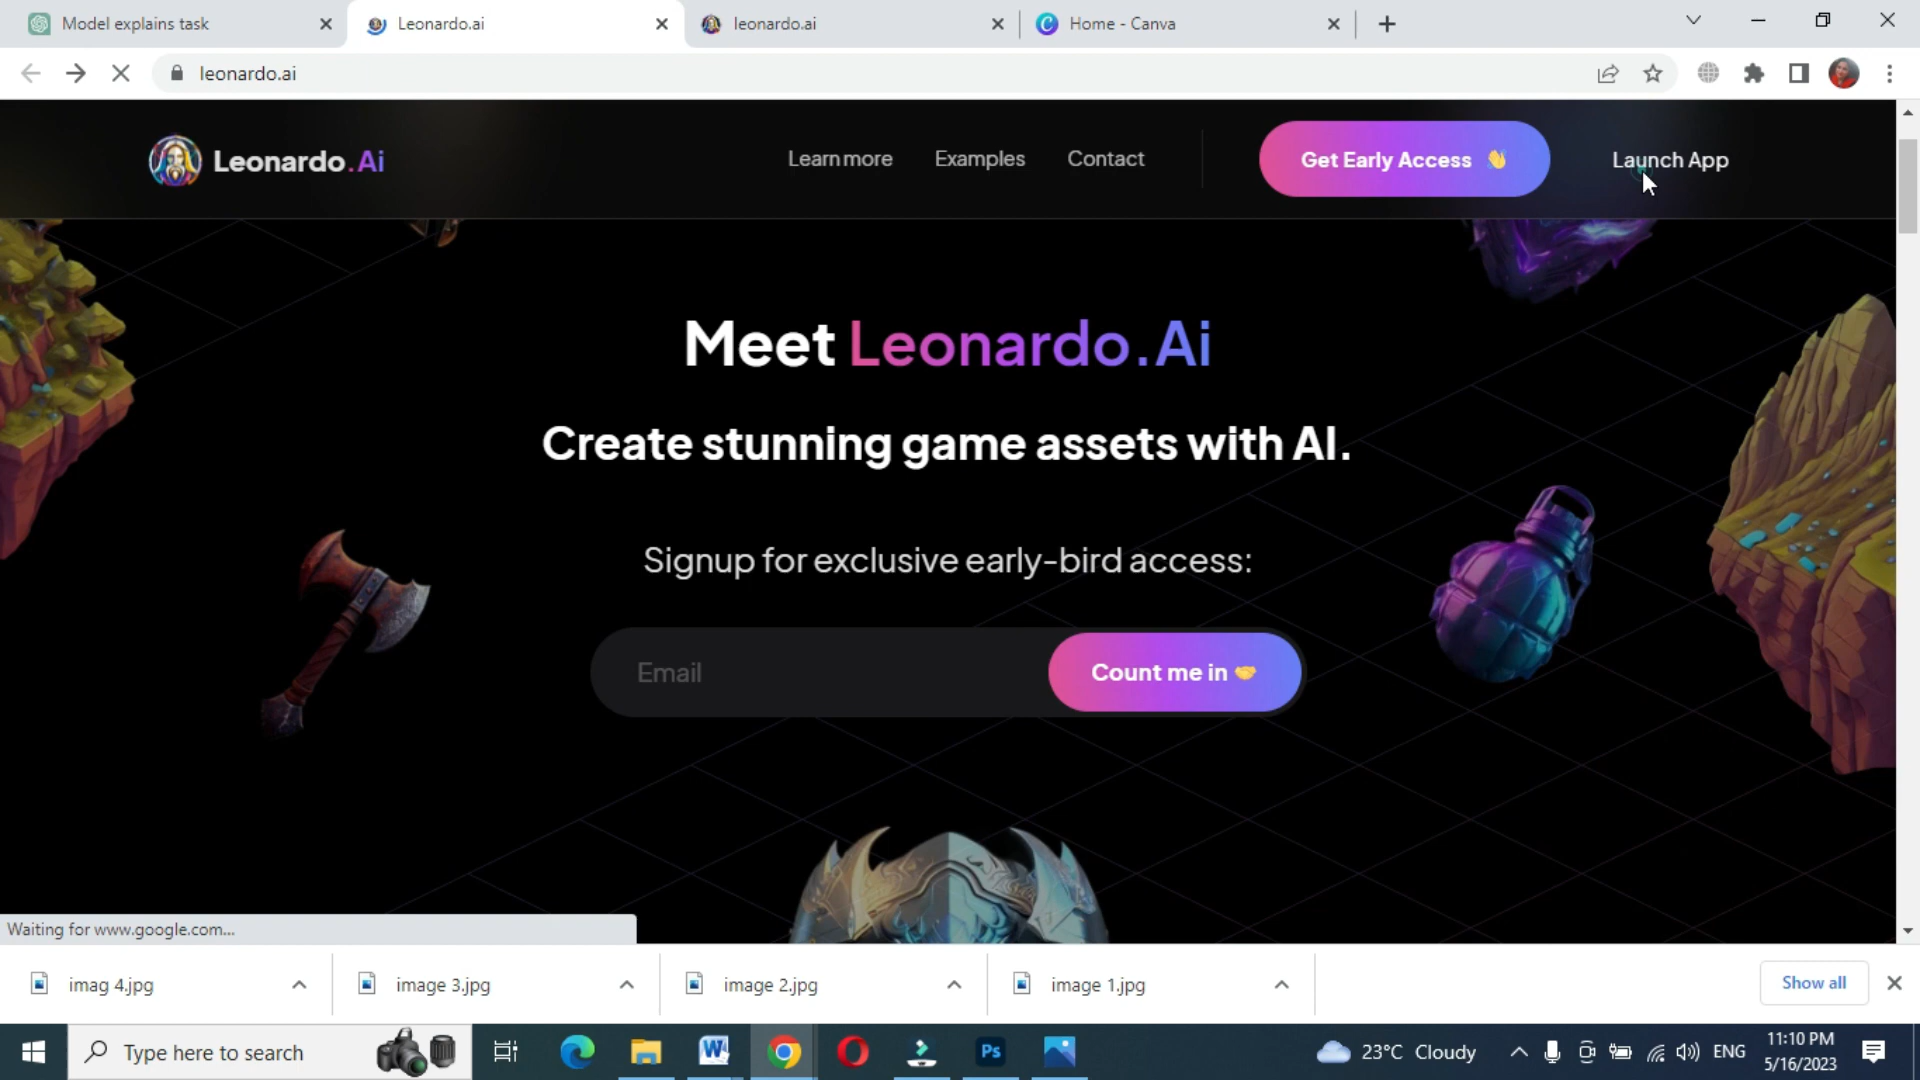 Model explains task
Leonardo.ai
leonardo.ai
Home - Canva
leonardo.ai
Leonardo.Ai
Learn more
Examples
Contact
Get Early Access 👋
Launch App
Meet Leonardo.Ai
Create stunning game assets with AI.
Signup for exclusive early-bird access:
Email
Count me in 🤝
Waiting for www.google.com...
imag 4.jpg
image 3.jpg
image 2.jpg
image 1.jpg
Show all
Type here to search
W
Ps
23°C Cloudy
ENG
11:10 PM
5/16/2023